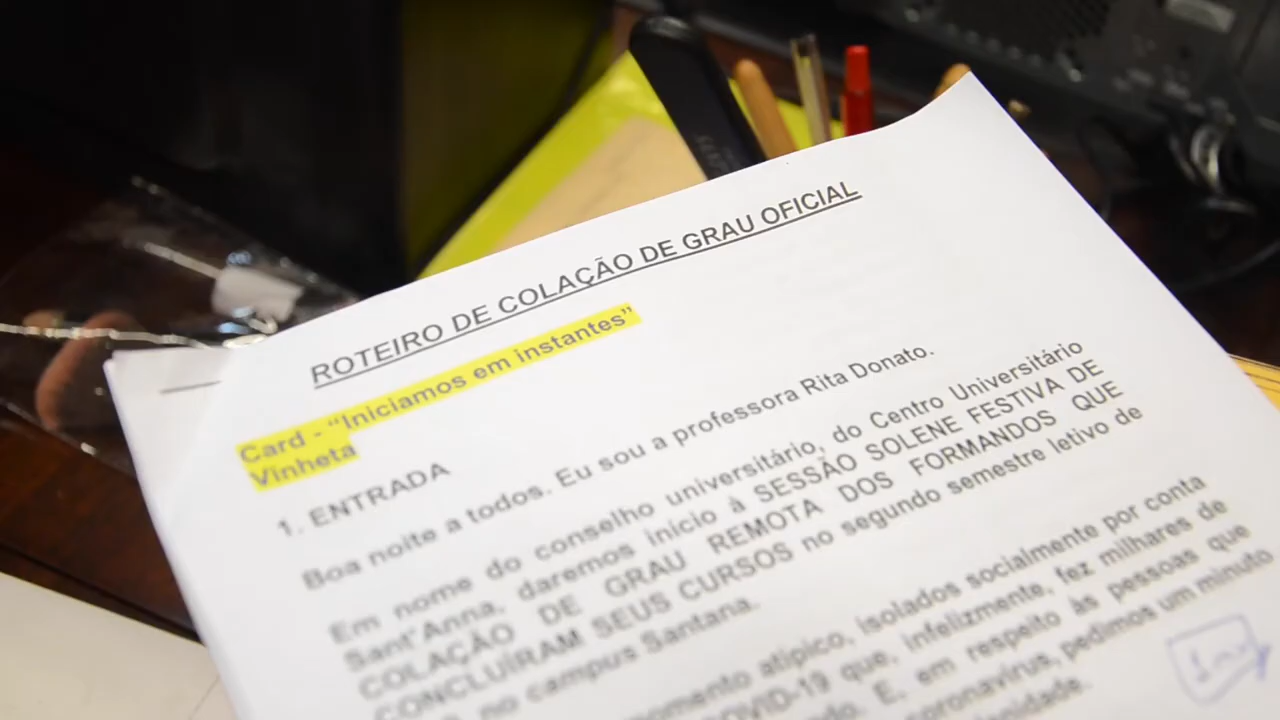 ROTEIRO DE COLAÇÃO DE GRAU OFICIAL
Card - “Iniciamos em instantes”
Vinheta
1. ENTRADA
Boa noite a todos. Eu sou a professora Rita Donato.
Em nome do conselho universitário, do Centro Universitário
Sant'Anna, daremos início à SESSÃO SOLENE FESTIVA DE
COLAÇÃO DE GRAU REMOTA DOS FORMANDOS QUE
CONCLUÍRAM SEUS CURSOS no segundo semestre letivo de
no campus Santana.
momento atípico, isolados socialmente por conta
COVID-19 que, infelizmente, fez milhares de
E, em respeito às pessoas que
coronavírus, pedimos um minuto